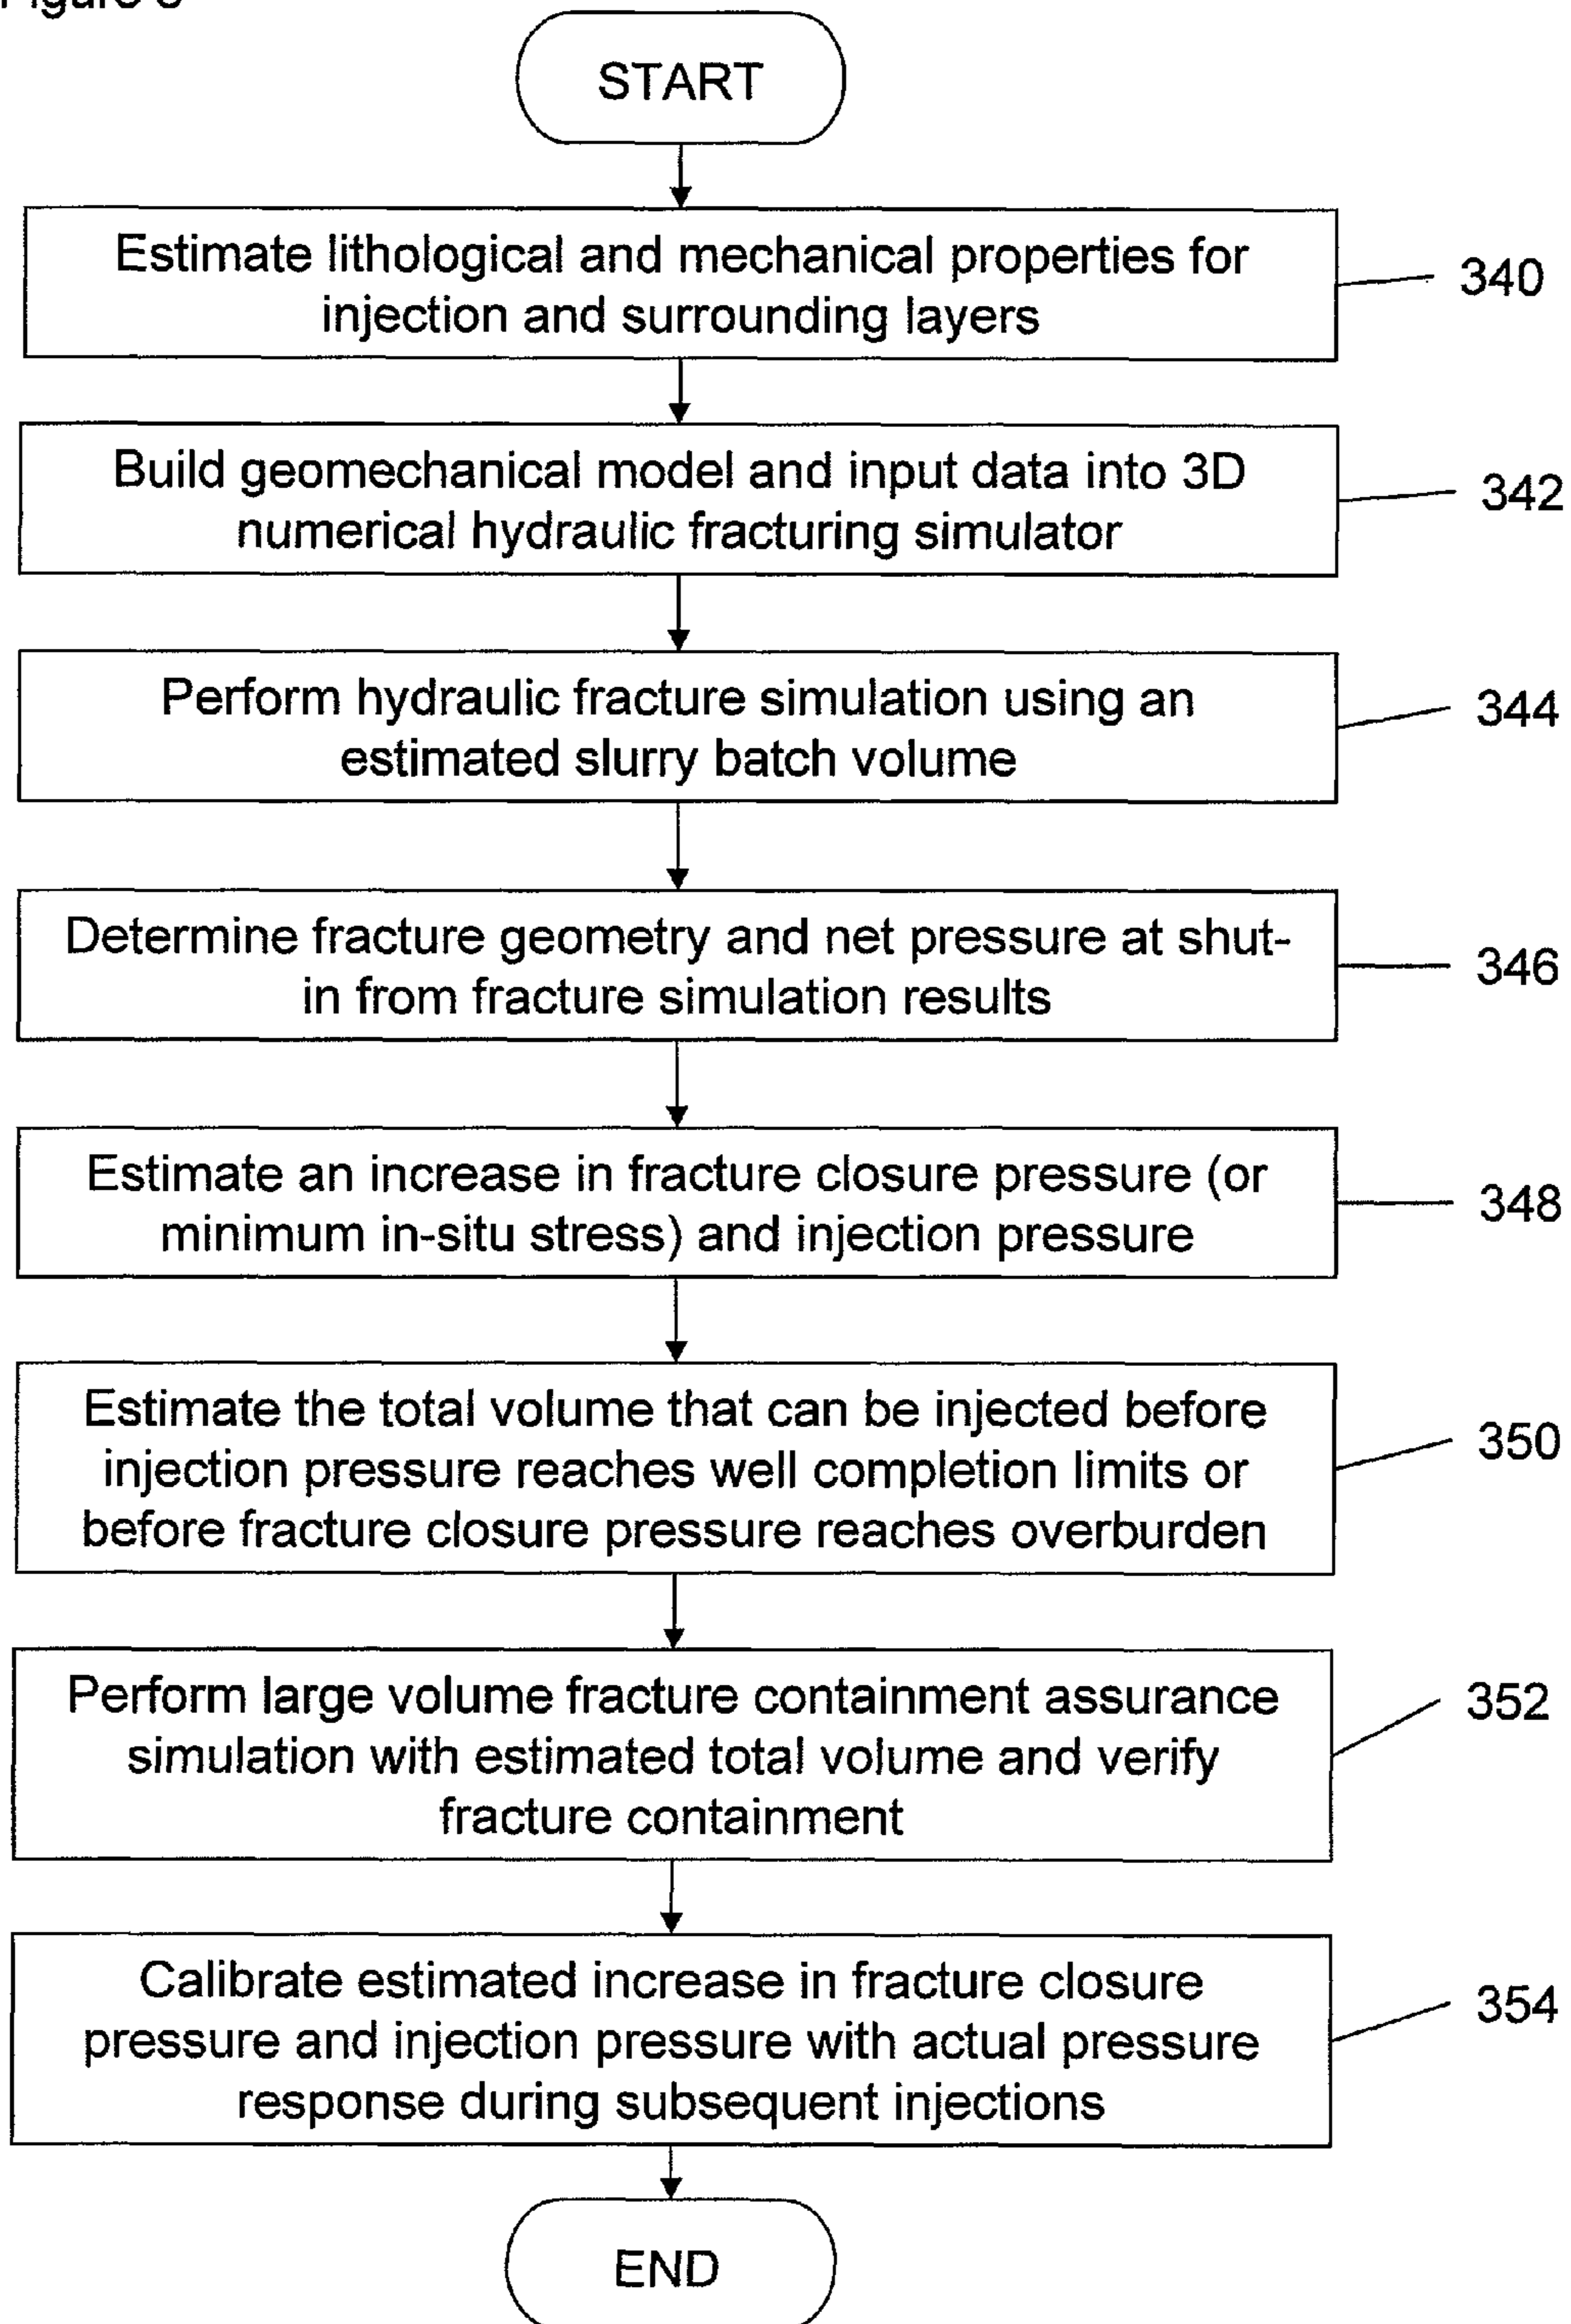 START
Estimate lithological and mechanical properties for
injection and surrounding layers
340
Build geomechanical model and input data into 3D
numerical hydraulic fracturing simulator
342
Perform hydraulic fracture simulation using an
estimated slurry batch volume
344
Determine fracture geometry and net pressure at shut-
in from fracture simulation results
346
Estimate an increase in fracture closure pressure (or
minimum in-situ stress) and injection pressure
348
Estimate the total volume that can be injected before
injection pressure reaches well completion limits or
before fracture closure pressure reaches overburden
350
Perform large volume fracture containment assurance
simulation with estimated total volume and verify
fracture containment
352
Calibrate estimated increase in fracture closure
pressure and injection pressure with actual pressure
response during subsequent injections
354
END